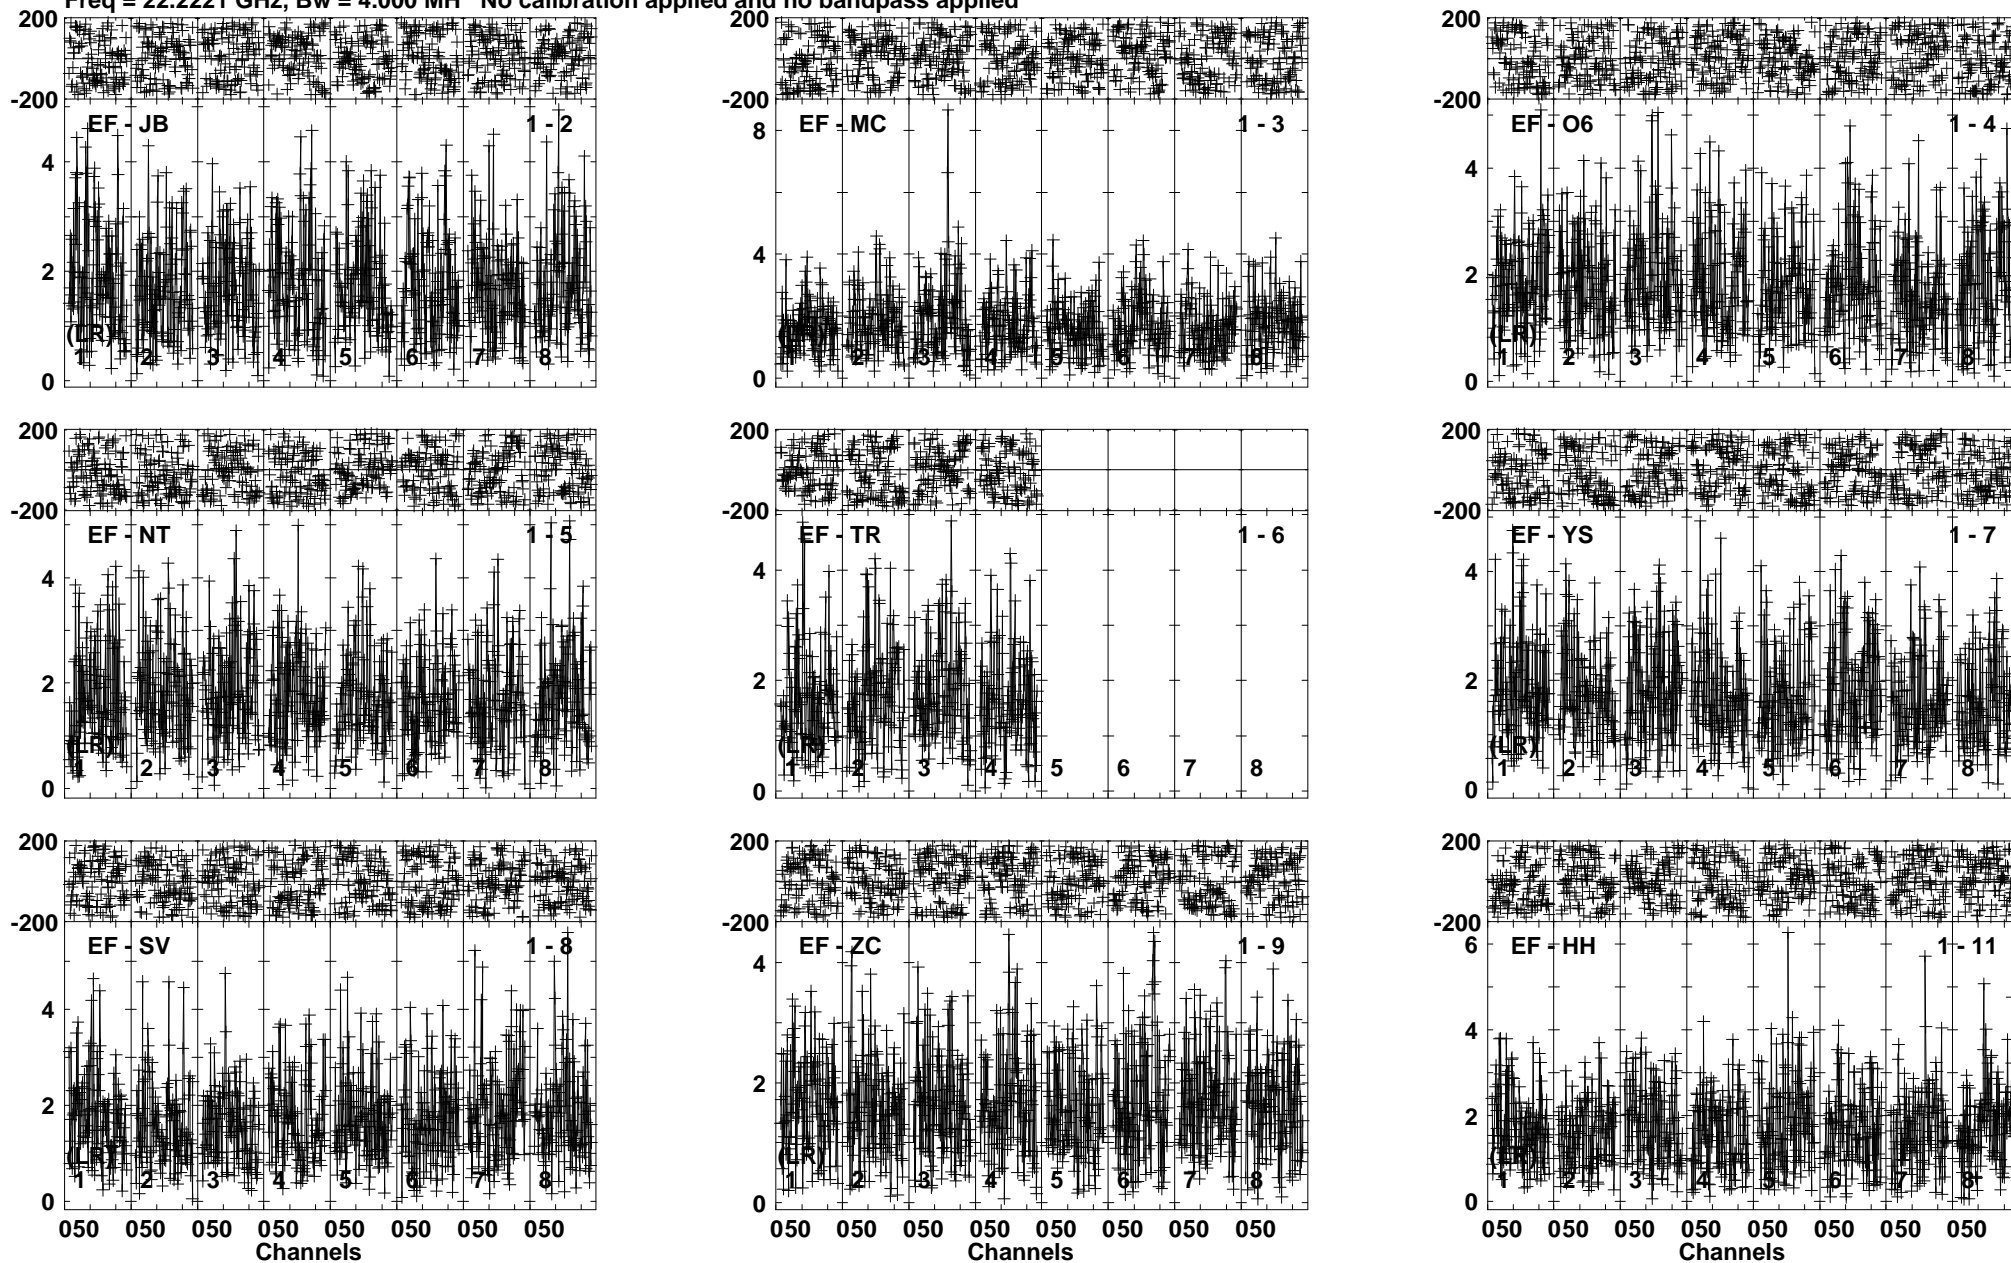 Freq = 22.2221 GHz, Bw = 4.000 MH   No calibration applied and no bandpass applied
200 200 200
-200 -200 -200
EF - JB 1 - 2 EF - MC 1 - 3 EF - O6 1 - 4
4 8 4
2 4 2
(LR) (LR) (LR)
1 2 3 4 5 6 7 8 1 2 3 4 5 6 7 8 1 2 3 4 5 6 7 8
0 0 0
200 200 200
-200 -200 -200
EF - NT 1 - 5 EF - TR 1 - 6 EF - YS 1 - 7
4 4 4
2 2 2
(LR) (LR) (LR)
1 2 3 4 5 6 7 8 1 2 3 4 5 6 7 8 1 2 3 4 5 6 7 8
0 0 0
200 200 200
-200 -200 -200
EF - SV 1 - 8 EF - ZC 1 - 9 EF - HH 1 - 11
6
4 4 4
2 2 2
(LR) (LR) (LR)
1 2 3 4 5 6 7 8 1 2 3 4 5 6 7 8 1 2 3 4 5 6 7 8
0 0 0
050 050 050 050 050 050 050 050 050 050 050 050 050 050 050 050 050 050 050 050 050 050 050 050
Channels Channels Channels